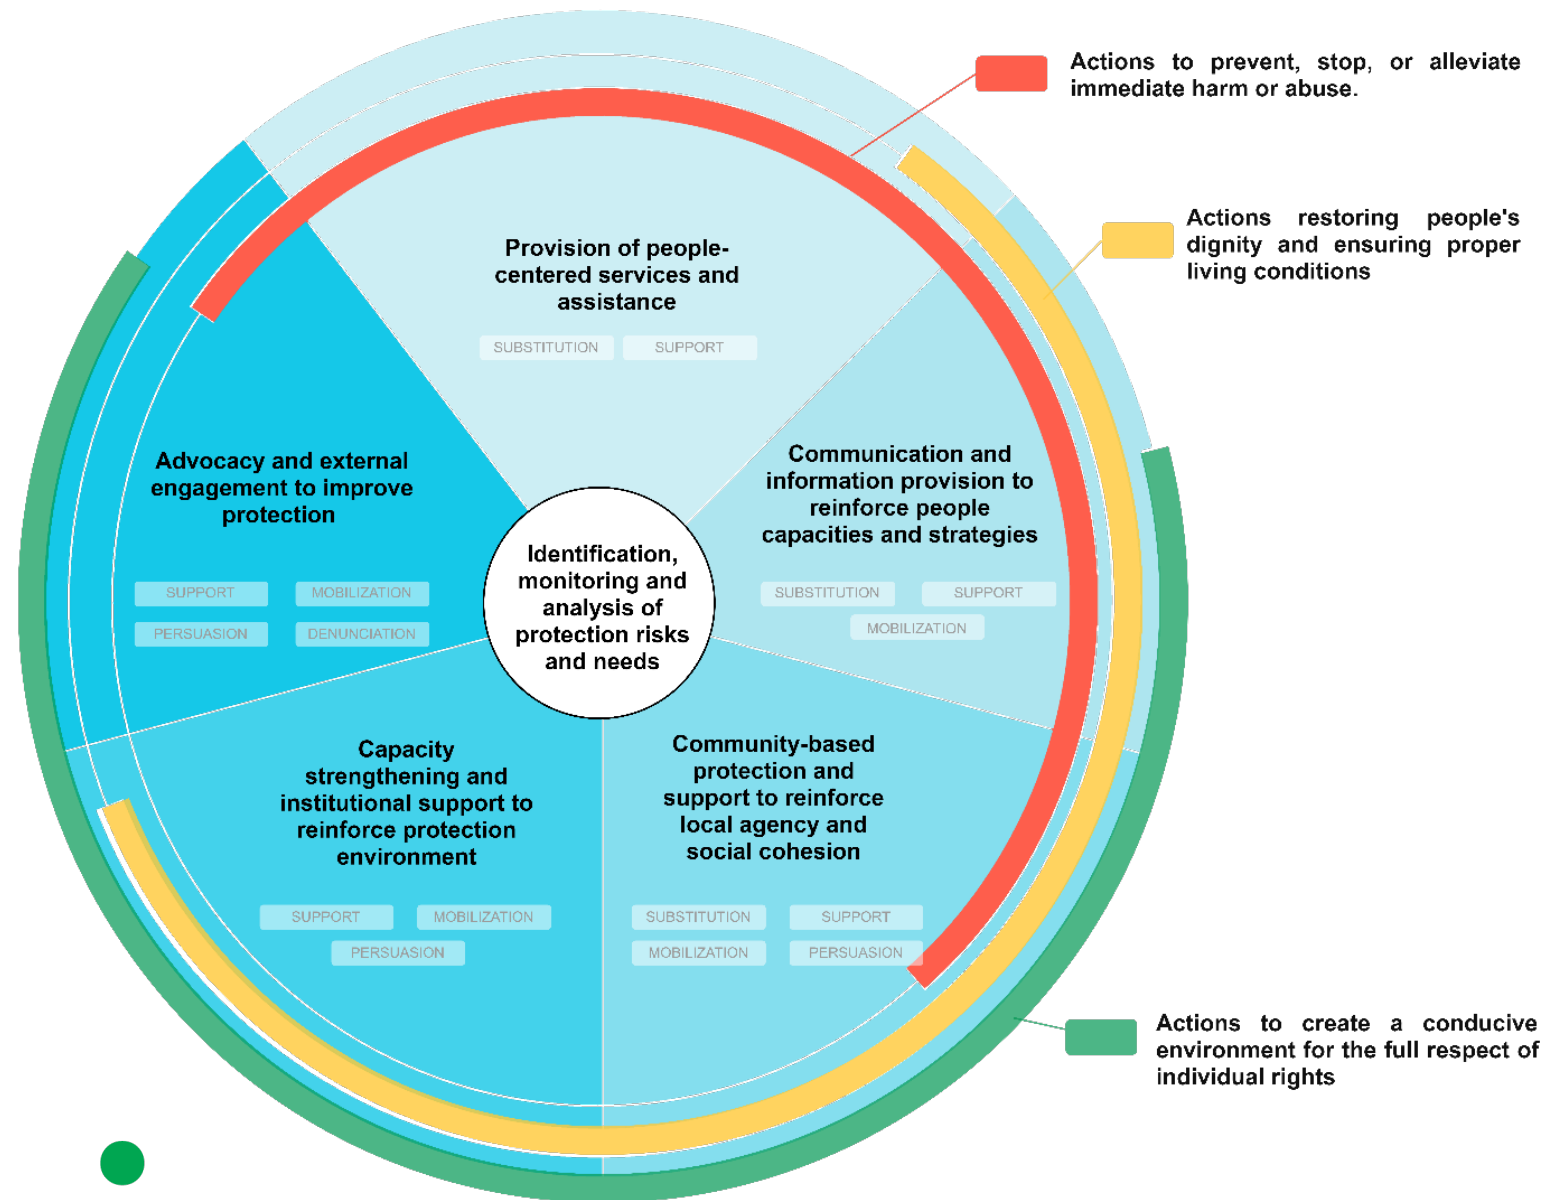 Actions to prevent, stop, or alleviate
immediate harm or abuse.
Actions restoring people's
dignity and ensuring proper
living conditions
Provision of people-
centered services and
assistance
SUBSTITUTION
SUPPORT
Communication and
information provision to
reinforce people
capacities and strategies
SUBSTITUTION
SUPPORT
MOBILIZATION
Advocacy and external
engagement to improve
protection
SUPPORT
MOBILIZATION
PERSUASION
DENUNCIATION
Identification,
monitoring and
analysis of
protection risks
and needs
Capacity
strengthening and
institutional support to
reinforce protection
environment
SUPPORT
MOBILIZATION
PERSUASION
Community-based
protection and
support to reinforce
local agency and
social cohesion
SUBSTITUTION
SUPPORT
MOBILIZATION
PERSUASION
Actions to create a conducive
environment for the full respect of
individual rights